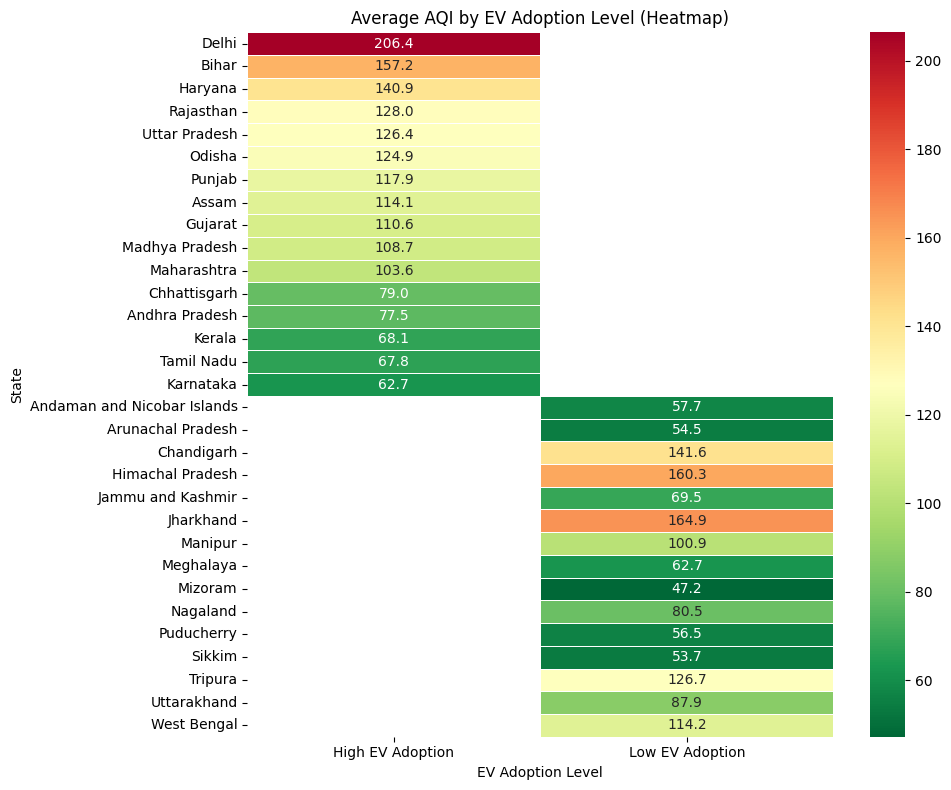 Average AQI by EV Adoption Level (Heatmap)
Delhi 206.4
Bihar 157.2
Haryana 140.9
Rajasthan 128.0
Uttar Pradesh 126.4
Odisha 124.9
Punjab 117.9
Assam 114.1
Gujarat 110.6
Madhya Pradesh 108.7
Maharashtra 103.6
Chhattisgarh 79.0
Andhra Pradesh 77.5
Kerala 68.1
Tamil Nadu 67.8
Karnataka 62.7
Andaman and Nicobar Islands 57.7
Arunachal Pradesh 54.5
Chandigarh 141.6
Himachal Pradesh 160.3
Jammu and Kashmir 69.5
Jharkhand 164.9
Manipur 100.9
Meghalaya 62.7
Mizoram 47.2
Nagaland 80.5
Puducherry 56.5
Sikkim 53.7
Tripura 126.7
Uttarakhand 87.9
West Bengal 114.2
State
High EV Adoption Low EV Adoption
EV Adoption Level
200
180
160
140
120
100
80
60